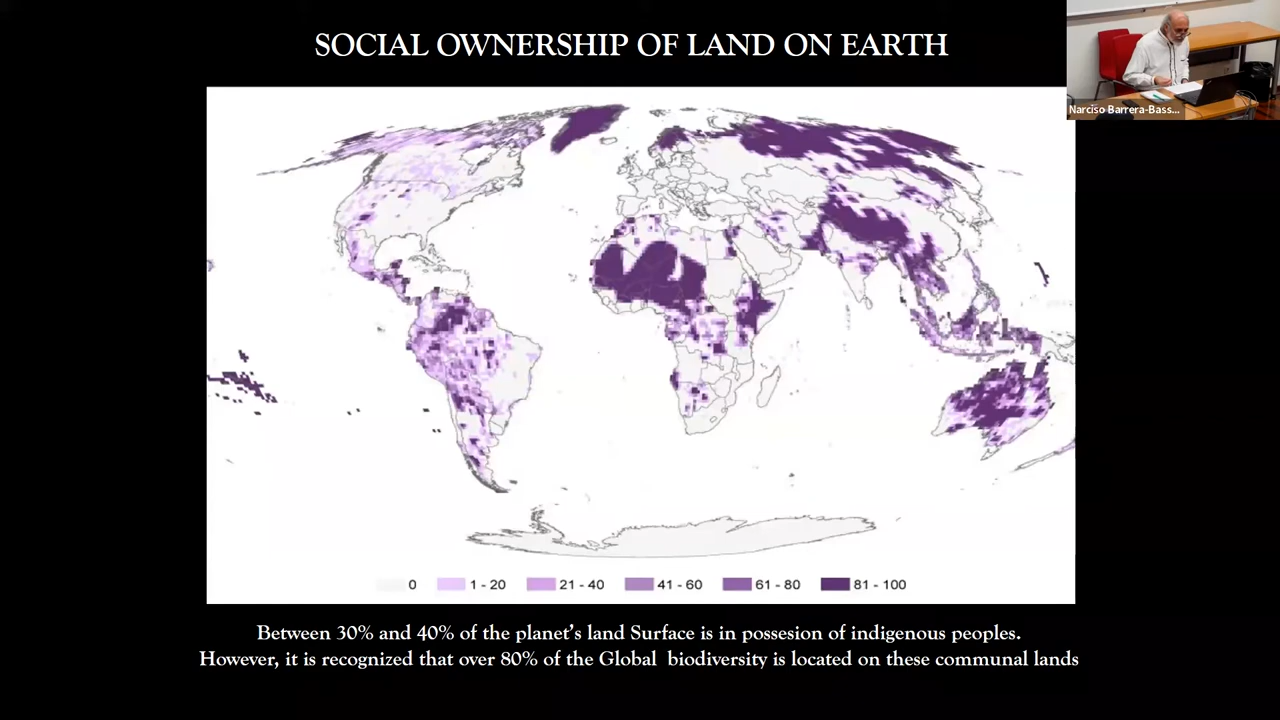 SOCIAL OWNERSHIP OF LAND ON EARTH
Narciso Barrera-Bass...
0
1 - 20
21 - 40
41 - 60
61 - 80
81 - 100
Between 30% and 40% of the planet's land Surface is in possesion of indigenous peoples.
However, it is recognized that over 80% of the Global biodiversity is located on these communal lands